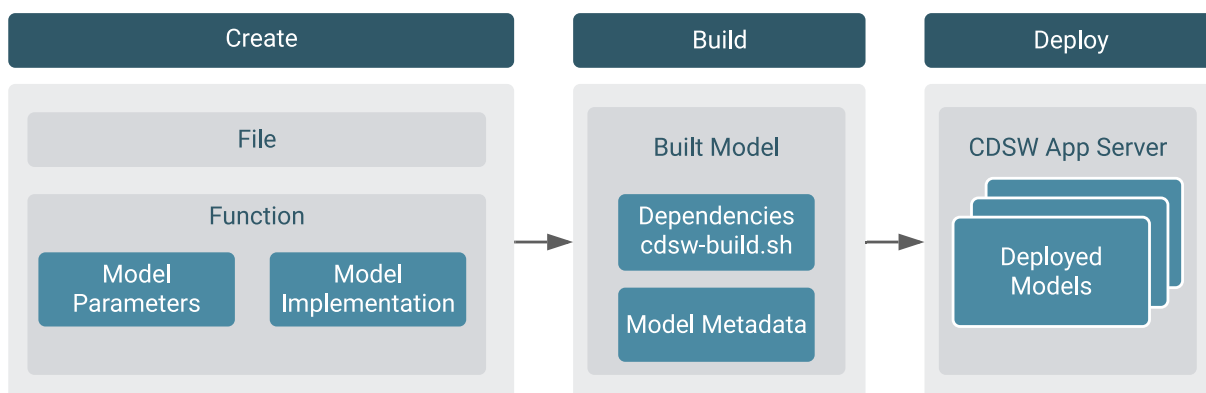 Create
File
Function
Model
Parameters
Model
Implementation
Build
Built Model
Dependencies
cdsw-build.sh
Model Metadata
Deploy
CDSW App Server
Deployed
Models